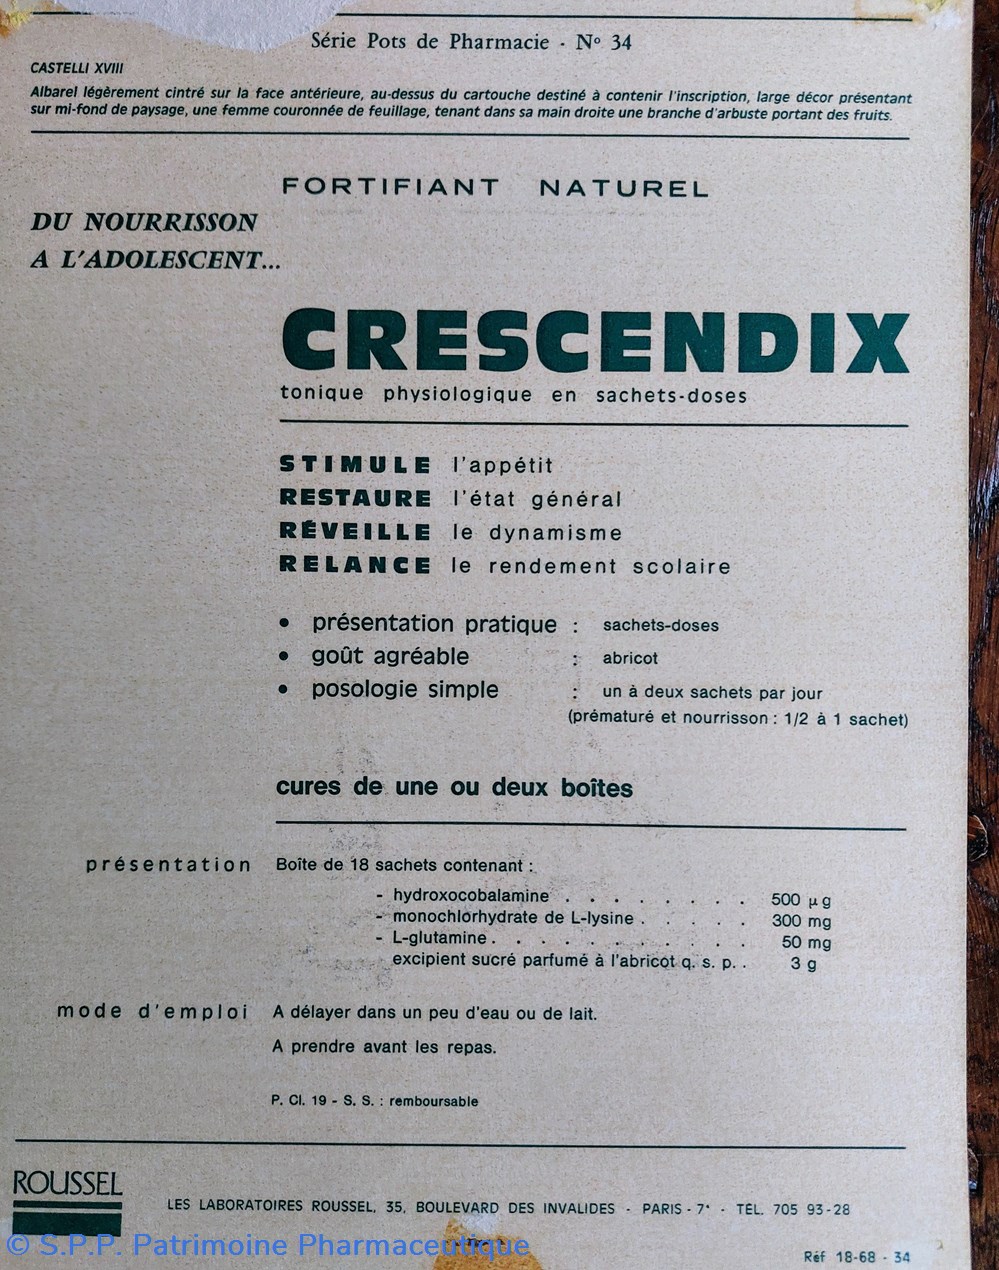 Série Pots de Pharmacie - Nº 34
CASTELLI XVIII
Albarel légèrement cintré sur la face antérieure, au-dessus du cartouche destiné à contenir l'inscription, large décor présentant
sur mi-fond de paysage, une femme couronnée de feuillage, tenant dans sa main droite une branche d'arbuste portant des fruits.
FORTIFIANT NATUREL
DU NOURRISSON
A L'ADOLESCENT...
CRESCENDIX
tonique physiologique en sachets-doses
STIMULE l'appétit
RESTAURE l'état général
RÉVEILLE le dynamisme
RELANCE le rendement scolaire
• présentation pratique : sachets-doses
• goût agréable : abricot
• posologie simple : un à deux sachets par jour
(prématuré et nourrisson : 1/2 à 1 sachet)
cures de une ou deux boîtes
présentation Boîte de 18 sachets contenant :
- hydroxocobalamine . . . . . . . . 500 µg
- monochlorhydrate de L-lysine . . . . . 300 mg
- L-glutamine . . . . . . . . . . . 50 mg
excipient sucré parfumé à l'abricot q. s. p. . 3 g
mode d'emploi A délayer dans un peu d'eau ou de lait.
A prendre avant les repas.
P. Cl. 19 - S. S. : remboursable
ROUSSEL
LES LABORATOIRES ROUSSEL, 35, BOULEVARD DES INVALIDES - PARIS - 7e - TÉL. 705 93-28
© S.P.P. Patrimoine Pharmaceutique
Réf 18-68 - 34